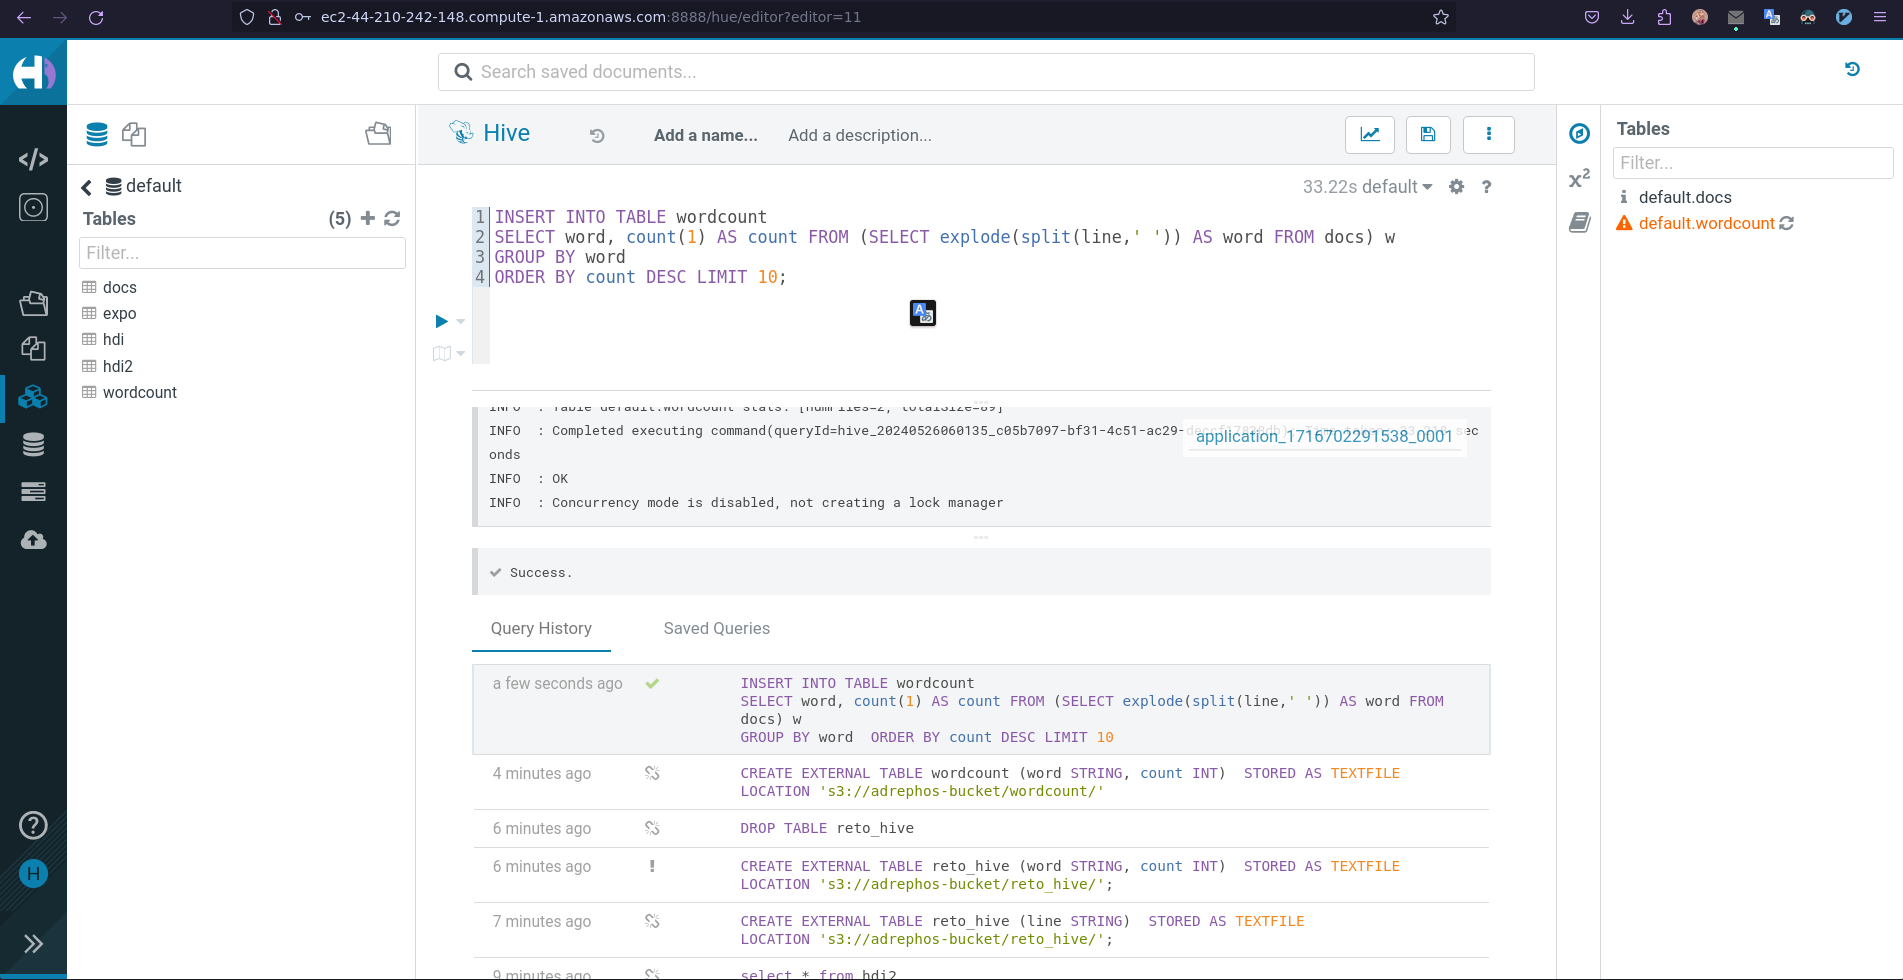 ec2-44-210-242-148.compute-1.amazonaws.com:8888/hue/editor?editor=11
Search saved documents...
default
Tables (5)
Filter...
docs
expo
hdi
hdi2
wordcount
H
Hive
Add a name...
Add a description...
33.22s default
1 INSERT INTO TABLE wordcount
2 SELECT word, count(1) AS count FROM (SELECT explode(split(line,' ')) AS word FROM docs) w
3 GROUP BY word
4 ORDER BY count DESC LIMIT 10;
INFO : Table default.wordcount stats: [numFiles=2, totalSize=89]
INFO : Completed executing command(queryId=hive_20240526060135_c05b7097-bf31-4c51-ac29- sec
onds
application_1716702291538_0001
INFO : OK
INFO : Concurrency mode is disabled, not creating a lock manager
Success.
Query History
Saved Queries
a few seconds ago
INSERT INTO TABLE wordcount
SELECT word, count(1) AS count FROM (SELECT explode(split(line,' ')) AS word FROM
docs) w
GROUP BY word ORDER BY count DESC LIMIT 10
4 minutes ago
CREATE EXTERNAL TABLE wordcount (word STRING, count INT) STORED AS TEXTFILE
LOCATION 's3://adrephos-bucket/wordcount/'
6 minutes ago
DROP TABLE reto_hive
6 minutes ago
!
CREATE EXTERNAL TABLE reto_hive (word STRING, count INT) STORED AS TEXTFILE
LOCATION 's3://adrephos-bucket/reto_hive/';
7 minutes ago
CREATE EXTERNAL TABLE reto_hive (line STRING) STORED AS TEXTFILE
LOCATION 's3://adrephos-bucket/reto_hive/';
9 minutes ago
select * from hdi2
x²
Tables
Filter...
default.docs
default.wordcount